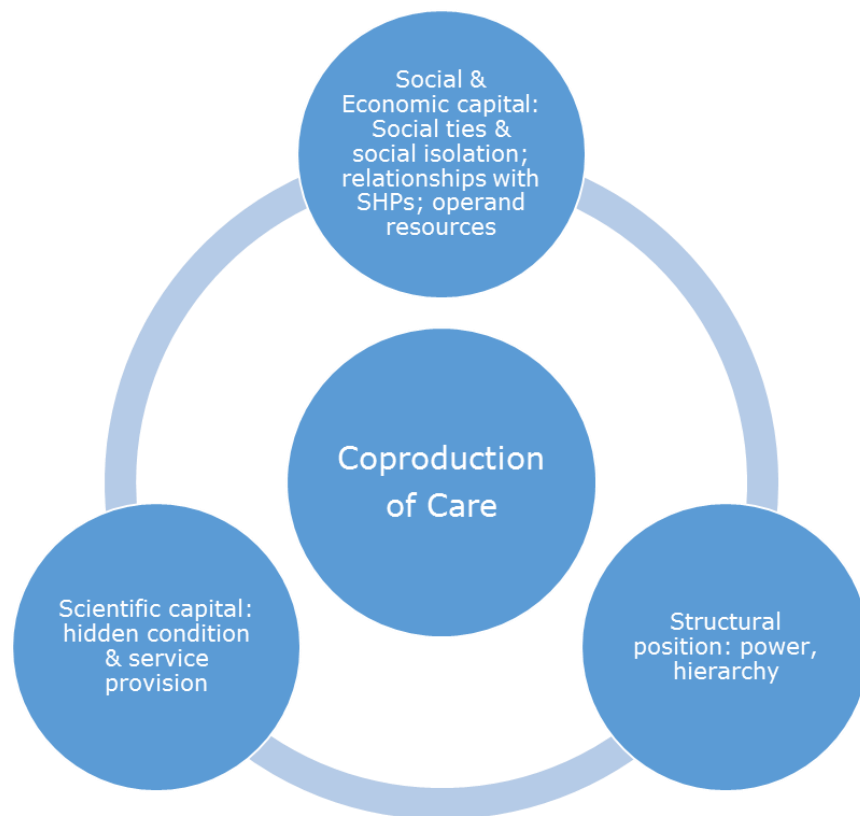 Social &
Economic capital:
Social ties &
social isolation;
relationships with
SHPs; operand
resources
Coproduction
of Care
Scientific capital:
hidden condition
& service
provision
Structural
position: power,
hierarchy